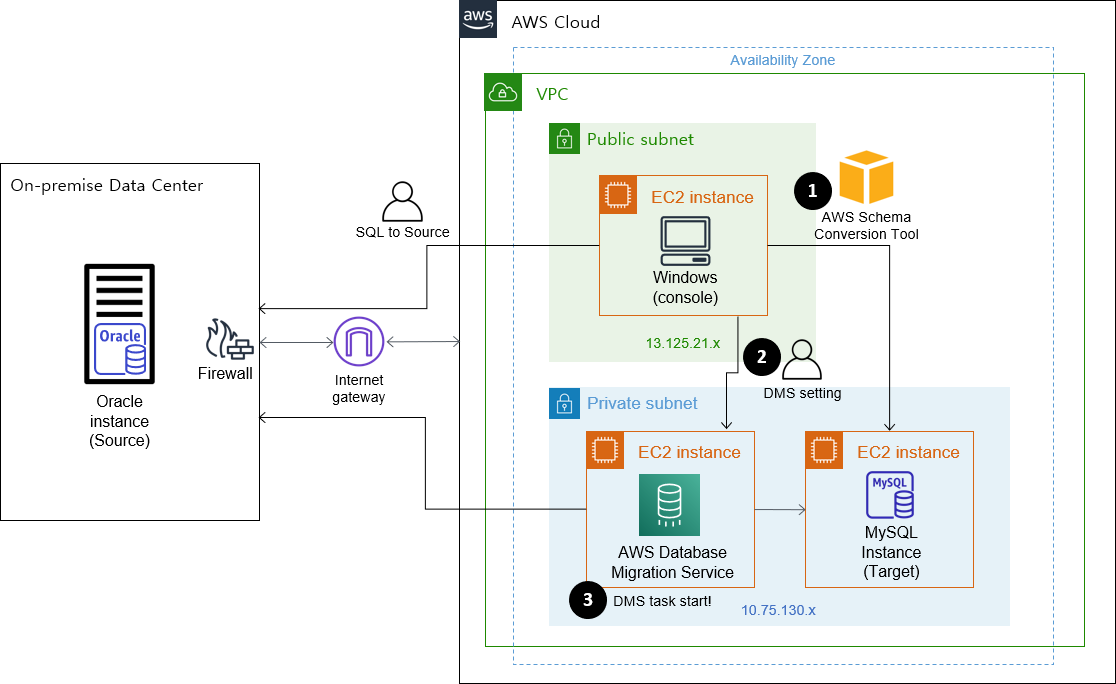 aws
AWS Cloud
Availability Zone
VPC
Public subnet
On-premise Data Center
EC2 instance
1
AWS Schema
Conversion Tool
SQL to Source
Windows
(console)
Oracle
13.125.21.x
2
Firewall
Internet
gateway
DMS setting
Oracle
instance
(Source)
Private subnet
EC2 instance
EC2 instance
MySQL
AWS Database
Migration Service
MySQL
Instance
(Target)
3
DMS task start!
10.75.130.x